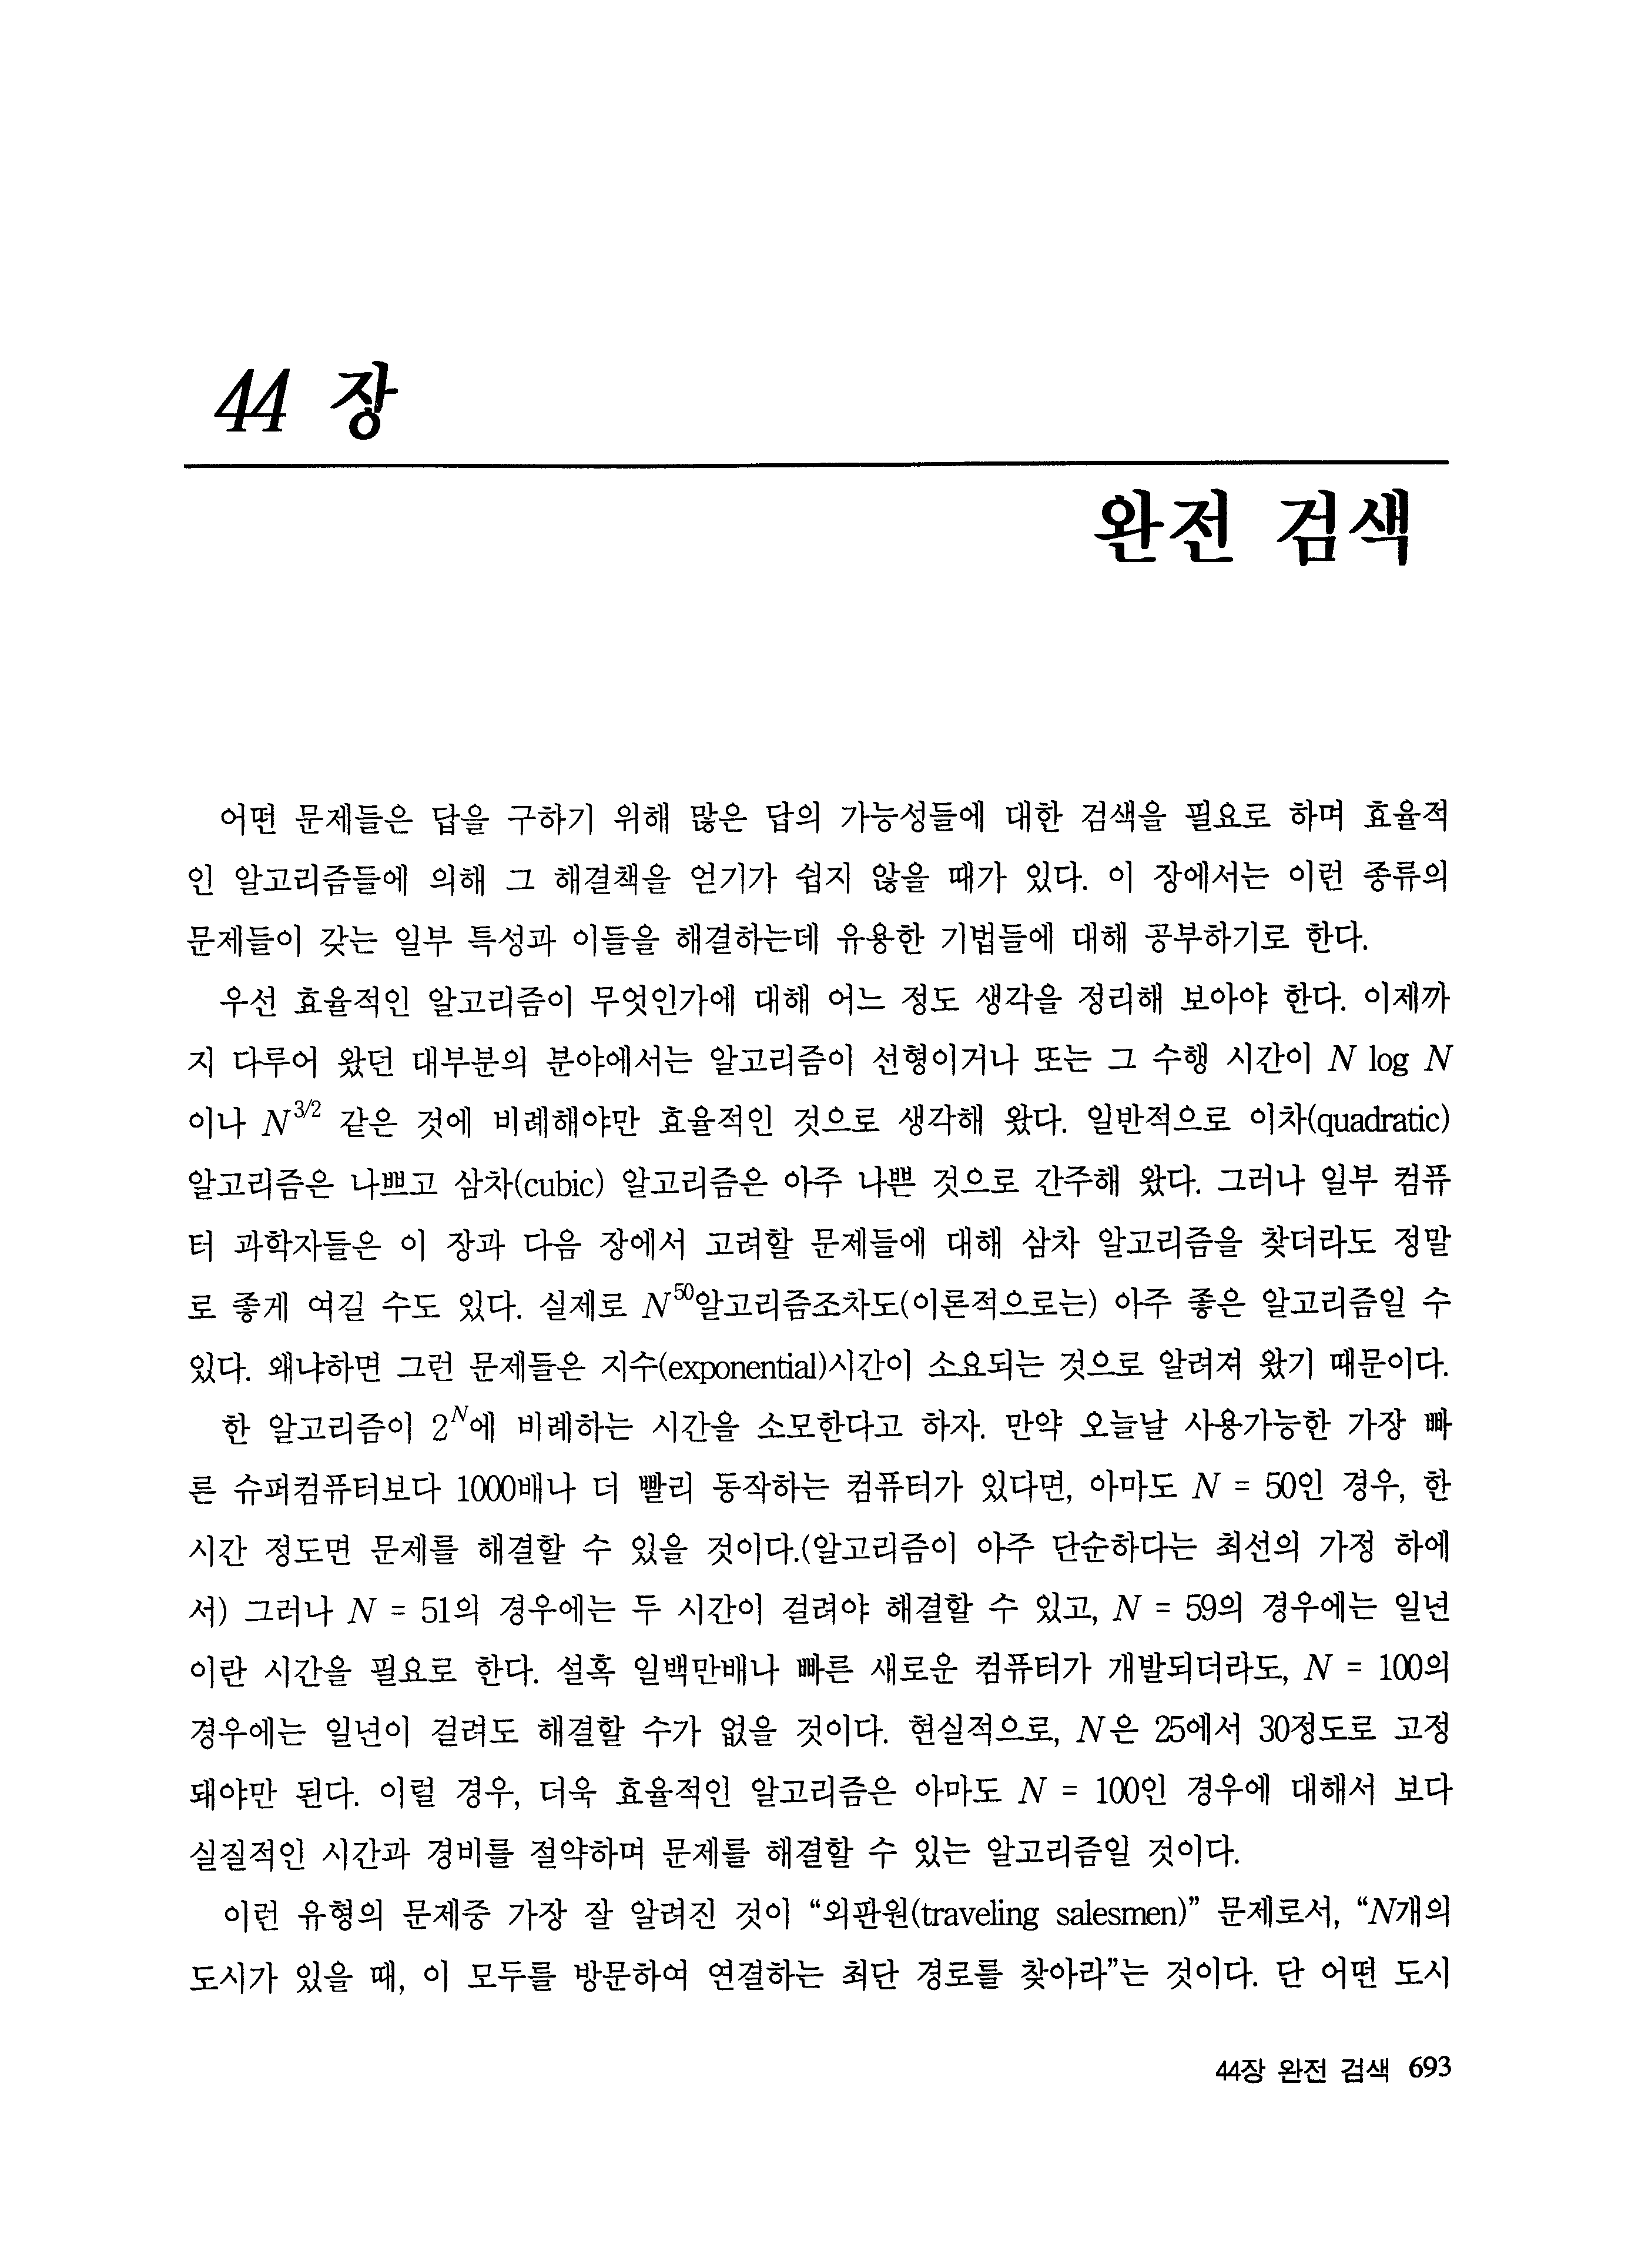 44 장
완전 검색
어떤 문제들은 답을 구하기 위해 많은 답의 가능성들에 대한 검색을 필요로 하며 효율적
인 알고리즘들에 의해 그 해결책을 얻기가 쉽지 않을 때가 있다. 이 장에서는 이런 종류의
문제들이 갖는 일부 특성과 이들을 해결하는데 유용한 기법들에 대해 공부하기로 한다.
우선 효율적인 알고리즘이 무엇인가에 대해 어느 정도 생각을 정리해 보아야 한다. 이제까
지 다루어 왔던 대부분의 분야에서는 알고리즘이 선형이거나 또는 그 수행 시간이 N log N
이나 N^{3/2} 같은 것에 비례해야만 효율적인 것으로 생각해 왔다. 일반적으로 이차(quadratic)
알고리즘은 나쁘고 삼차(cubic) 알고리즘은 아주 나쁜 것으로 간주해 왔다. 그러나 일부 컴퓨
터 과학자들은 이 장과 다음 장에서 고려할 문제들에 대해 삼차 알고리즘을 찾더라도 정말
로 좋게 여길 수도 있다. 실제로 N^{50}알고리즘조차도(이론적으로는) 아주 좋은 알고리즘일 수
있다. 왜냐하면 그런 문제들은 지수(exponential)시간이 소요되는 것으로 알려져 왔기 때문이다.
한 알고리즘이 2^{N}에 비례하는 시간을 소모한다고 하자. 만약 오늘날 사용가능한 가장 빠
른 슈퍼컴퓨터보다 1000배나 더 빨리 동작하는 컴퓨터가 있다면, 아마도 N = 50인 경우, 한
시간 정도면 문제를 해결할 수 있을 것이다.(알고리즘이 아주 단순하다는 최선의 가정 하에
서) 그러나 N = 51의 경우에는 두 시간이 걸려야 해결할 수 있고, N = 59의 경우에는 일년
이란 시간을 필요로 한다. 설혹 일백만배나 빠른 새로운 컴퓨터가 개발되더라도, N = 100의
경우에는 일년이 걸려도 해결할 수가 없을 것이다. 현실적으로, N은 25에서 30정도로 고정
돼야만 된다. 이럴 경우, 더욱 효율적인 알고리즘은 아마도 N = 100인 경우에 대해서 보다
실질적인 시간과 경비를 절약하며 문제를 해결할 수 있는 알고리즘일 것이다.
이런 유형의 문제중 가장 잘 알려진 것이 “외판원(traveling salesmen)” 문제로서, “N개의
도시가 있을 때, 이 모두를 방문하여 연결하는 최단 경로를 찾아라”는 것이다. 단 어떤 도시
44장 완전 검색 693